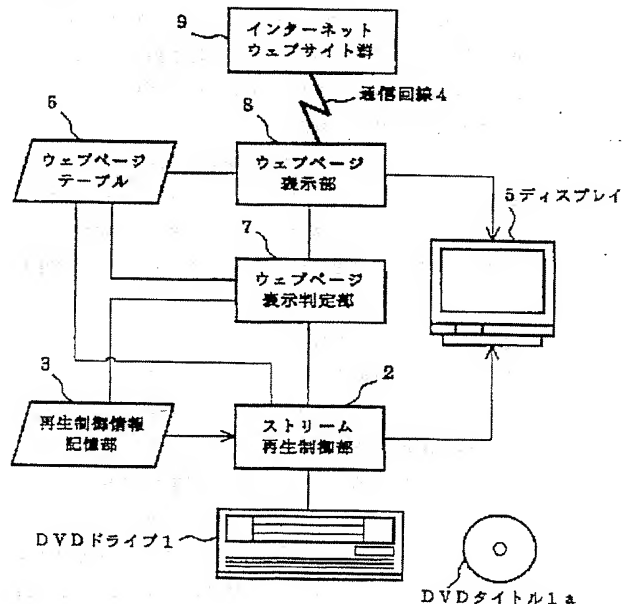 9
インターネット
ウェブサイト群
通信回線4
8
6
ウェブページ
テーブル
ウェブページ
表示部
5ディスプレイ
7
ウェブページ
表示判定部
3
2
再生制御情報
記憶部
ストリーム
再生制御部
DVDドライブ1
DVDタイトル1a